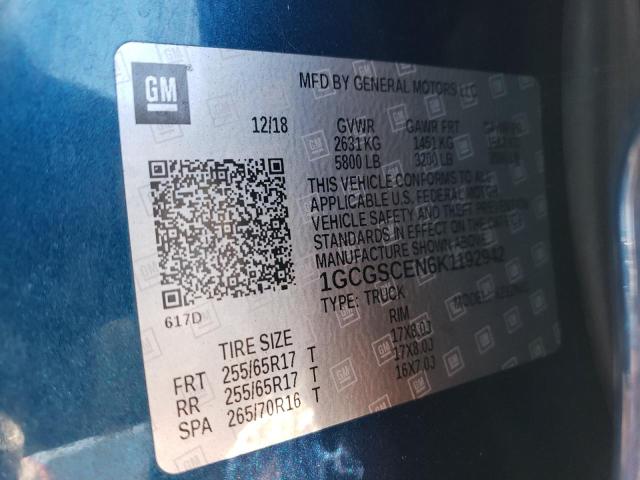 GM
MFD BY GENERAL MOTORS LLC
12/18 GVWR GAWR FRT
2631 KG 1451 KG
5800 LB 3200 LB
THIS VEHICLE CONFORMS TO ALL
APPLICABLE U.S. FEDERAL MOTOR
VEHICLE SAFETY AND THEFT PREVENTION
STANDARDS IN EFFECT ON THE DATE OF
MANUFACTURE SHOWN ABOVE.
1GCGSCEN6K1192942
617D TYPE: TRUCK MODEL:
TIRE SIZE RIM
FRT 255/65R17 T 17X8.0J
RR 255/65R17 T 17X8.0J
SPA 265/70R16 T 16X7.0J